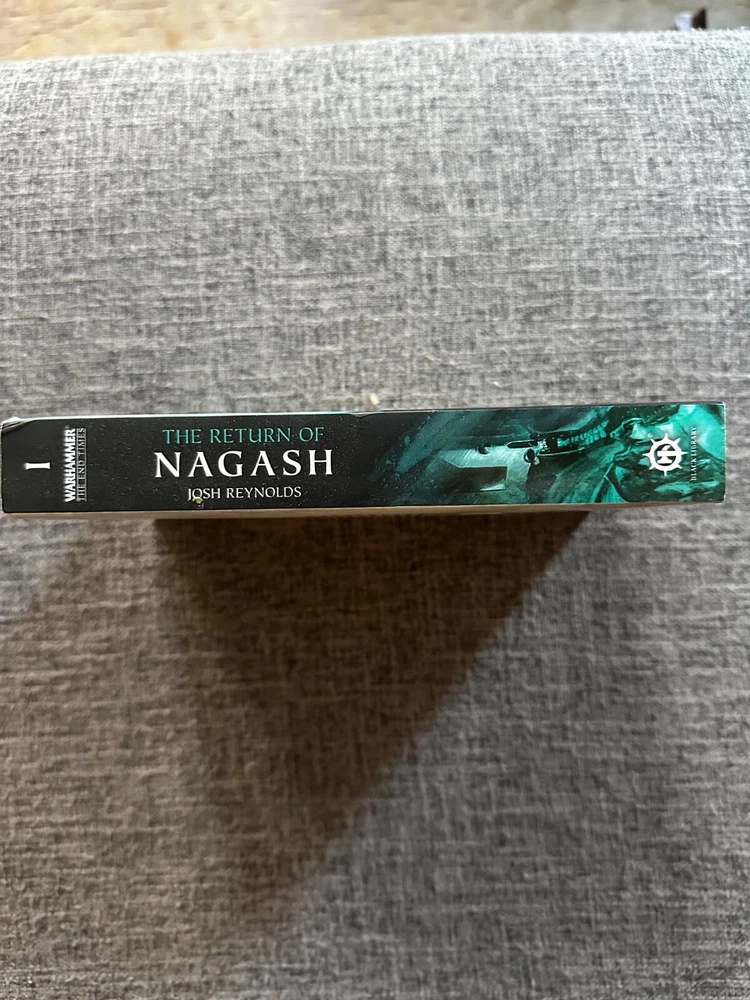 I
WARHAMMER
THE END TIMES
THE RETURN OF
NAGASH
JOSH REYNOLDS
BLACK LIBRARY